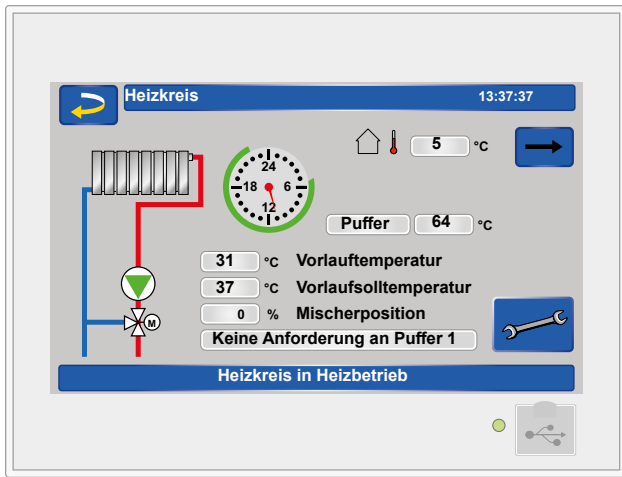 Heizkreis 13:37:37
5 °C
24
18 6
12
Puffer 64 °C
31 °C Vorlauftemperatur
37 °C Vorlaufsolltemperatur
0 % Mischerposition
M
Keine Anforderung an Puffer 1
Heizkreis in Heizbetrieb